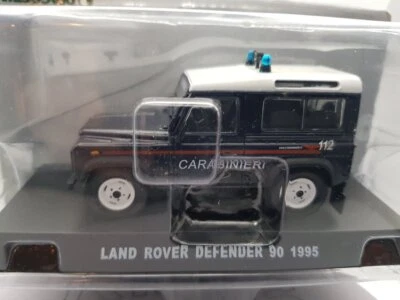 CARABINIERI
112
LAND ROVER DEFENDER 90 1995